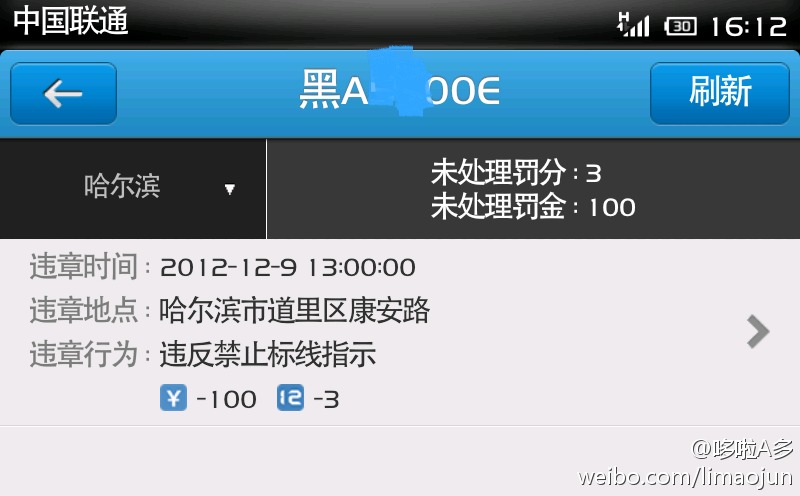 中国联通
30 16:12
黑A 00E
刷新
哈尔滨
未处理罚分：3
未处理罚金：100
违章时间：2012-12-9 13:00:00
违章地点：哈尔滨市道里区康安路
违章行为：违反禁止标线指示
¥ -100 12 -3
@哆啦A多
weibo.com/limaojun